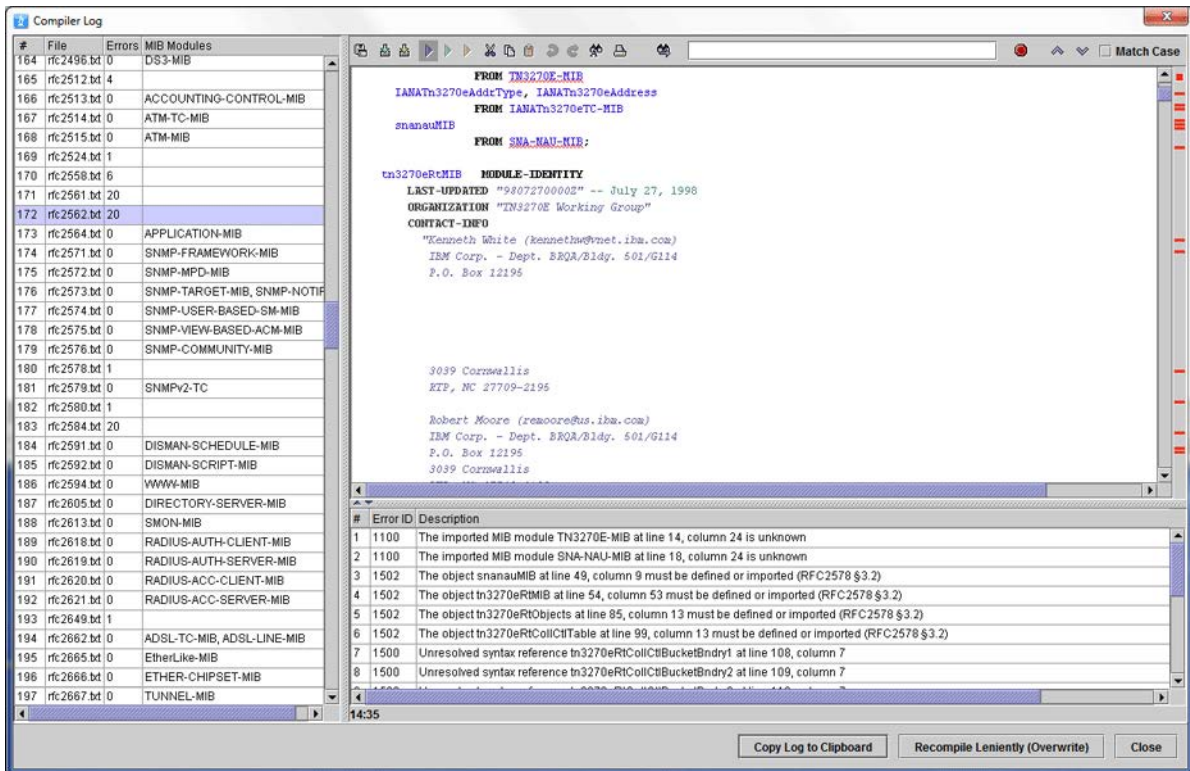 Compiler Log
# File Errors MIB Modules
164 rfc2496.txt 0 DS3-MIB
165 rfc2512.txt 4
166 rfc2513.txt 0 ACCOUNTING-CONTROL-MIB
167 rfc2514.txt 0 ATM-TC-MIB
168 rfc2515.txt 0 ATM-MIB
169 rfc2524.txt 1
170 rfc2558.txt 6
171 rfc2561.txt 20
172 rfc2562.txt 20
173 rfc2564.txt 0 APPLICATION-MIB
174 rfc2571.txt 0 SNMP-FRAMEWORK-MIB
175 rfc2572.txt 0 SNMP-MPD-MIB
176 rfc2573.txt 0 SNMP-TARGET-MIB, SNMP-NOTIF
177 rfc2574.txt 0 SNMP-USER-BASED-SM-MIB
178 rfc2575.txt 0 SNMP-VIEW-BASED-ACM-MIB
179 rfc2576.txt 0 SNMP-COMMUNITY-MIB
180 rfc2578.txt 1
181 rfc2579.txt 0 SNMPv2-TC
182 rfc2580.txt 1
183 rfc2584.txt 20
184 rfc2591.txt 0 DISMAN-SCHEDULE-MIB
185 rfc2592.txt 0 DISMAN-SCRIPT-MIB
186 rfc2594.txt 0 WWW-MIB
187 rfc2605.txt 0 DIRECTORY-SERVER-MIB
188 rfc2613.txt 0 SMON-MIB
189 rfc2618.txt 0 RADIUS-AUTH-CLIENT-MIB
190 rfc2619.txt 0 RADIUS-AUTH-SERVER-MIB
191 rfc2620.txt 0 RADIUS-ACC-CLIENT-MIB
192 rfc2621.txt 0 RADIUS-ACC-SERVER-MIB
193 rfc2649.txt 1
194 rfc2662.txt 0 ADSL-TC-MIB, ADSL-LINE-MIB
195 rfc2665.txt 0 EtherLike-MIB
196 rfc2666.txt 0 ETHER-CHIPSET-MIB
197 rfc2667.txt 0 TUNNEL-MIB
Match Case
FROM TN3270E-MIB
IANATn3270eAddrType, IANATn3270eAddress
FROM IANATn3270eTC-MIB
snanauMIB
FROM SNA-NAU-MIB;
tn3270eRtMIB MODULE-IDENTITY
LAST-UPDATED "9807270000Z" -- July 27, 1998
ORGANIZATION "TN3270E Working Group"
CONTACT-INFO
"Kenneth White (kennethw@vnet.ibm.com)
IBM Corp. - Dept. BRQA/Bldg. 501/G114
P.O. Box 12195
3039 Cornwallis
RTP, NC 27709-2195
Robert Moore (remoore@us.ibm.com)
IBM Corp. - Dept. BRQA/Bldg. 501/G114
P.O. Box 12195
3039 Cornwallis
# Error ID Description
1 1100 The imported MIB module TN3270E-MIB at line 14, column 24 is unknown
2 1100 The imported MIB module SNA-NAU-MIB at line 18, column 24 is unknown
3 1502 The object snanauMIB at line 49, column 9 must be defined or imported (RFC2578 §3.2)
4 1502 The object tn3270eRtMIB at line 54, column 53 must be defined or imported (RFC2578 §3.2)
5 1502 The object tn3270eRtObjects at line 85, column 13 must be defined or imported (RFC2578 §3.2)
6 1502 The object tn3270eRtCollCtlTable at line 99, column 13 must be defined or imported (RFC2578 §3.2)
7 1500 Unresolved syntax reference tn3270eRtCollCtlBucketBndry1 at line 108, column 7
8 1500 Unresolved syntax reference tn3270eRtCollCtlBucketBndry2 at line 109, column 7
14:35
Copy Log to Clipboard Recompile Leniently (Overwrite) Close